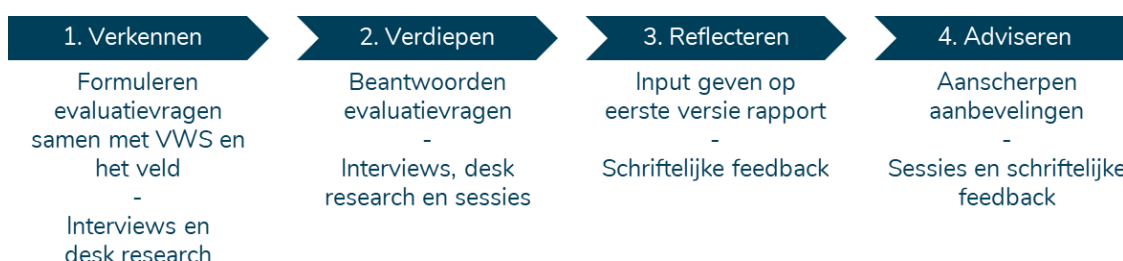 1. Verkennen
Formuleren
evaluatievragen
samen met VWS en
het veld
-
Interviews en
desk research
2. Verdiepen
Beantwoorden
evaluatievragen
-
Interviews, desk
research en sessies
3. Reflecteren
Input geven op
eerste versie rapport
-
Schriftelijke feedback
4. Adviseren
Aanscherpen
aanbevelingen
-
Sessies en schriftelijke
feedback